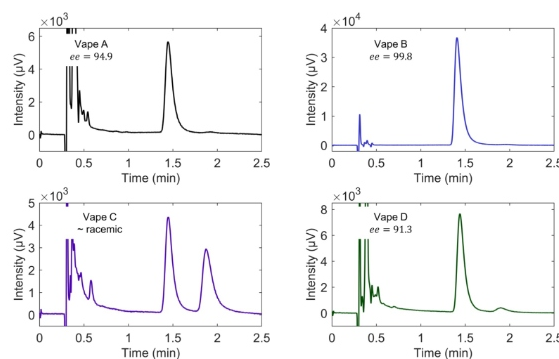 ×10³
Vape A
ee = 94.9
Intensity (µV)
6
4
2
0
0 0.5 1 1.5 2 2.5
Time (min)
×10⁴
Vape B
ee = 99.8
Intensity (µV)
4
3
2
1
0
0 0.5 1 1.5 2 2.5
Time (min)
×10³
Vape C
~ racemic
Intensity (µV)
5
4
3
2
1
0
0 0.5 1 1.5 2 2.5
Time (min)
×10³
Vape D
ee = 91.3
Intensity (µV)
8
6
4
2
0
0 0.5 1 1.5 2 2.5
Time (min)